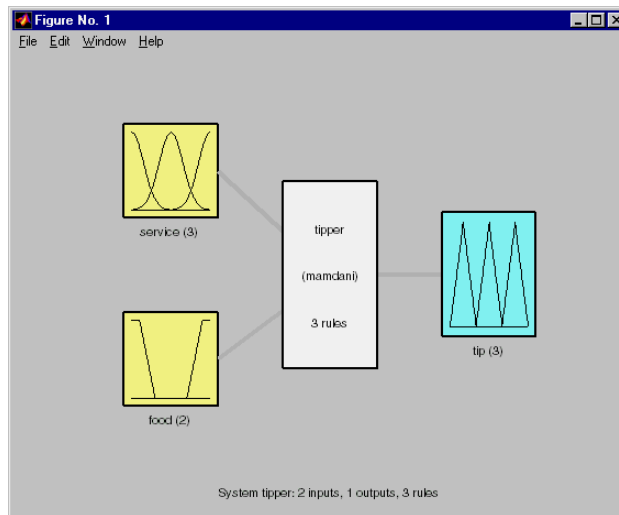 Figure No. 1
File Edit Window Help
service (3)
tipper
(mamdani)
3 rules
food (2)
tip (3)
System tipper: 2 inputs, 1 outputs, 3 rules